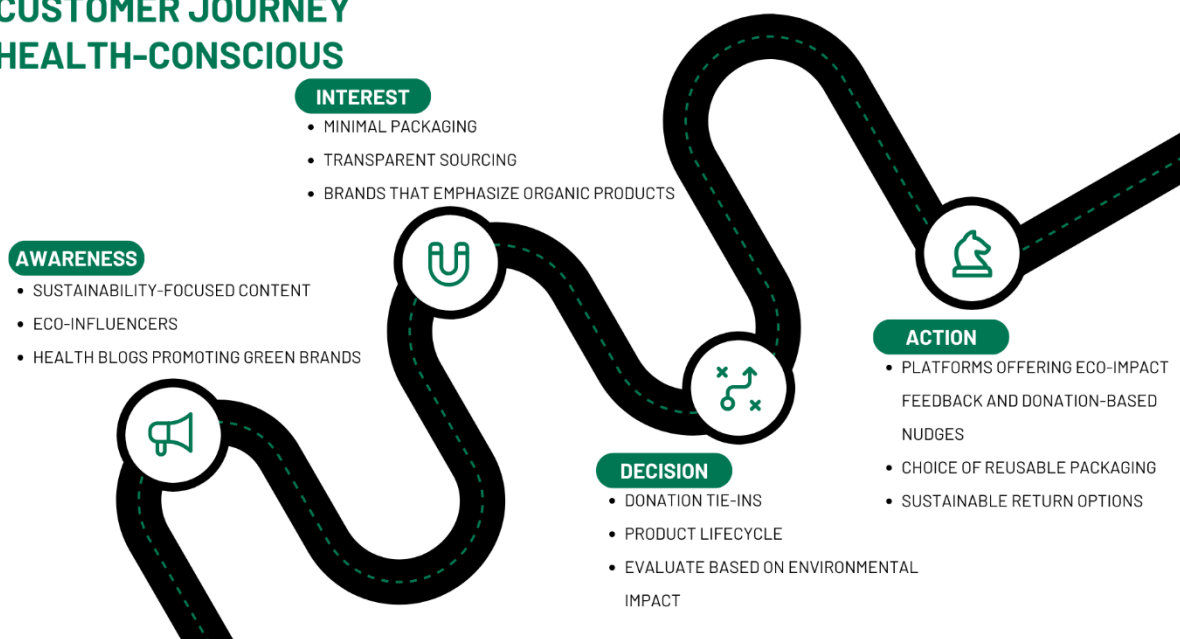 CUSTOMER JOURNEY
HEALTH-CONSCIOUS
INTEREST
• MINIMAL PACKAGING
• TRANSPARENT SOURCING
• BRANDS THAT EMPHASIZE ORGANIC PRODUCTS
AWARENESS
• SUSTAINABILITY-FOCUSED CONTENT
• ECO-INFLUENCERS
• HEALTH BLOGS PROMOTING GREEN BRANDS
DECISION
• DONATION TIE-INS
• PRODUCT LIFECYCLE
• EVALUATE BASED ON ENVIRONMENTAL
IMPACT
ACTION
• PLATFORMS OFFERING ECO-IMPACT
FEEDBACK AND DONATION-BASED
NUDGES
• CHOICE OF REUSABLE PACKAGING
• SUSTAINABLE RETURN OPTIONS